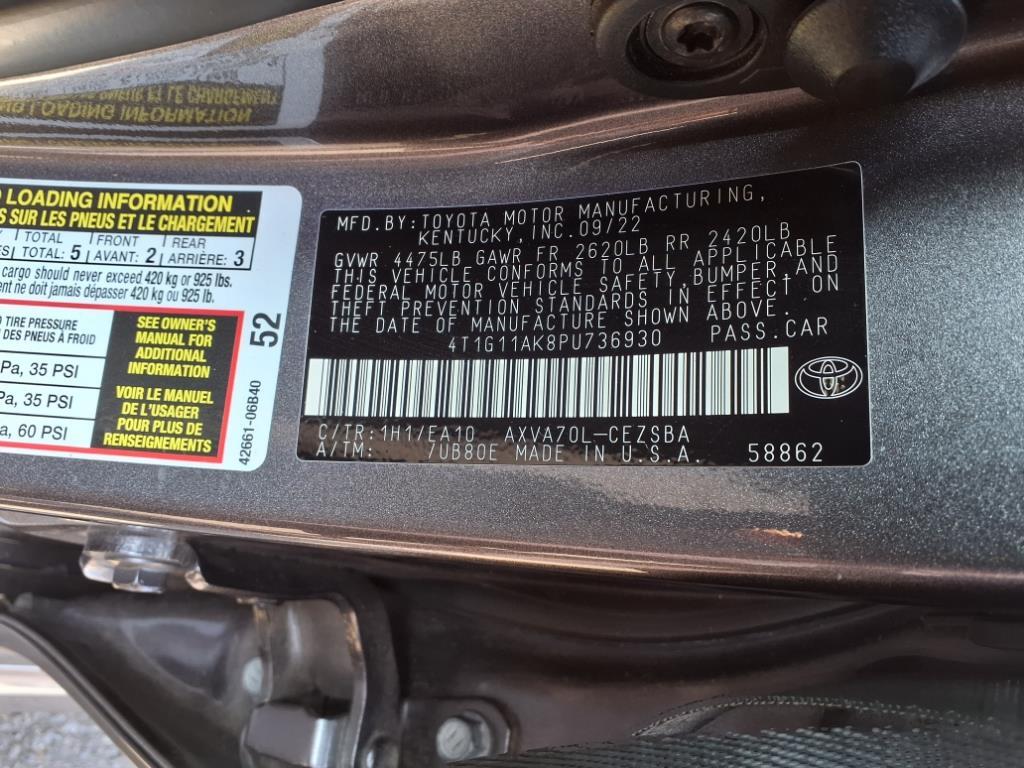 D LOADING INFORMATION
S SUR LES PNEUS ET LE CHARGEMENT
TOTAL FRONT REAR
TOTAL: 5 AVANT: 2 ARRIÈRE: 3
cargo should never exceed 420 kg or 925 lbs.
ent ne doit jamais dépasser 420 kg ou 925 lb.
TIRE PRESSURE
DES PNEUS À FROID
Pa, 35 PSI
Pa, 35 PSI
a, 60 PSI
SEE OWNER'S
MANUAL FOR
ADDITIONAL
INFORMATION
VOIR LE MANUEL
DE L'USAGER
POUR PLUS DE
RENSEIGNEMENTS
52
42661-06B40
MFD.BY:TOYOTA MOTOR MANUFACTURING,
KENTUCKY,INC.09/22
GVWR 4475LB GAWR FR 2620LB RR 2420LB
THIS VEHICLE CONFORMS TO ALL APPLICABLE
FEDERAL MOTOR VEHICLE SAFETY,BUMPER,AND
THEFT PREVENTION STANDARDS IN EFFECT ON
THE DATE OF MANUFACTURE SHOWN ABOVE.
4T1G11AK8PU736930 PASS.CAR
C/TR:1H1/EA10 AXVA70L-CEZSBA
A/TM: /UB80E MADE IN U.S.A. 58862